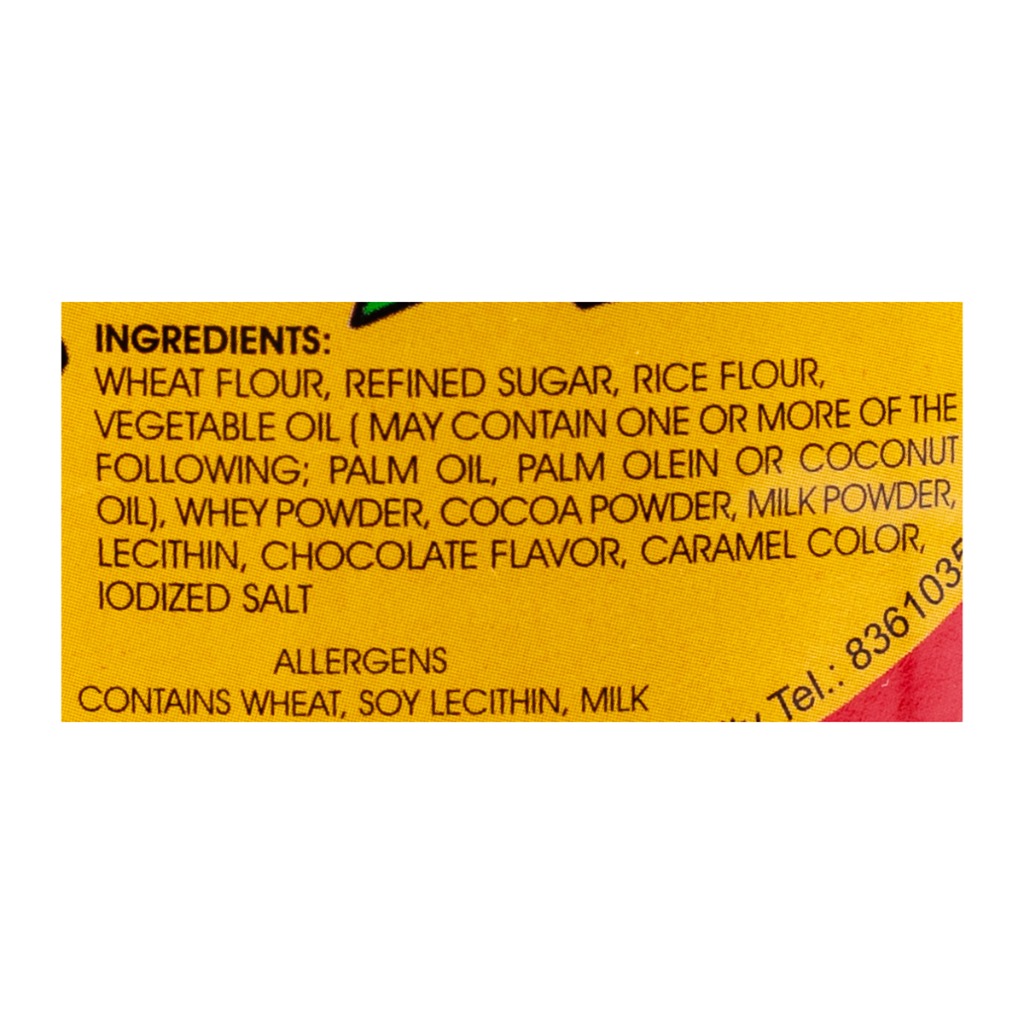 INGREDIENTS:
WHEAT FLOUR, REFINED SUGAR, RICE FLOUR,
VEGETABLE OIL ( MAY CONTAIN ONE OR MORE OF THE
FOLLOWING; PALM OIL, PALM OLEIN OR COCONUT
OIL), WHEY POWDER, COCOA POWDER, MILK POWDER,
LECITHIN, CHOCOLATE FLAVOR, CARAMEL COLOR,
IODIZED SALT
ALLERGENS
CONTAINS WHEAT, SOY LECITHIN, MILK
Tel.: 8361035